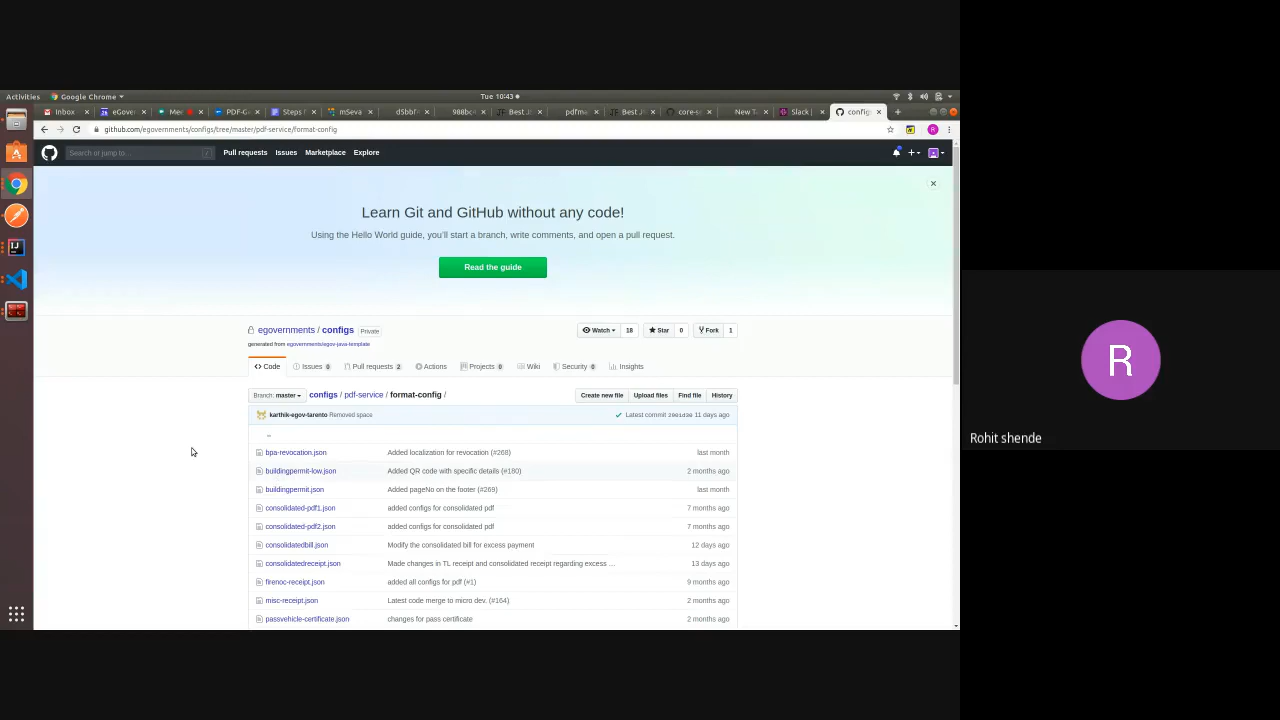 Activities
Google Chrome
Tue 10:43
Inbox
eGover
Mee
PDF-G
Steps
mSeva
d5bbf
988bc
Best J
pdfma
Best J
core-s
New T
Slack |
config
github.com/egovernments/configs/tree/master/pdf-service/format-config
R
Search or jump to...
/
Pull requests
Issues
Marketplace
Explore
Learn Git and GitHub without any code!
Using the Hello World guide, you'll start a branch, write comments, and open a pull request.
Read the guide
egovernments / configs Private
Watch 18
Star 0
Fork 1
generated from egovernments/egov-java-template
Code
Issues 0
Pull requests 2
Actions
Projects 0
Wiki
Security 0
Insights
Branch: master
configs / pdf-service / format-config /
Create new file
Upload files
Find file
History
karthik-egov-tarento Removed space
Latest commit 11 days ago
..
bpa-revocation.json Added localization for revocation (#268) last month
buildingpermit-low.json Added QR code with specific details (#180) 2 months ago
buildingpermit.json Added pageNo on the footer (#269) last month
consolidated-pdf1.json added configs for consolidated pdf 7 months ago
consolidated-pdf2.json added configs for consolidated pdf 7 months ago
consolidatedbill.json Modify the consolidated bill for excess payment 12 days ago
consolidatedreceipt.json Made changes in TL receipt and consolidated receipt regarding excess ... 13 days ago
firenoc-receipt.json added all configs for pdf (#1) 9 months ago
misc-receipt.json Latest code merge to micro dev. (#164) 2 months ago
passvehicle-certificate.json changes for pass certificate 2 months ago
R
Rohit shende